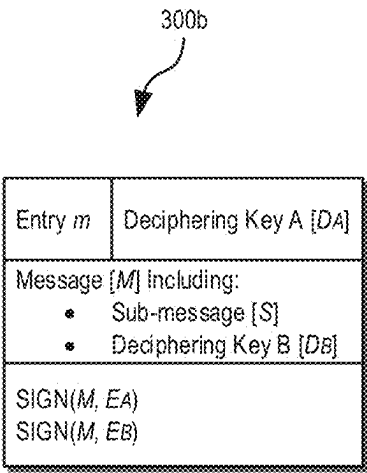 300b
Entry m
Deciphering Key A [DA]
Message [M] Including:
• Sub-message [S]
• Deciphering Key B [DB]
SIGN(M, EA)
SIGN(M, EB)